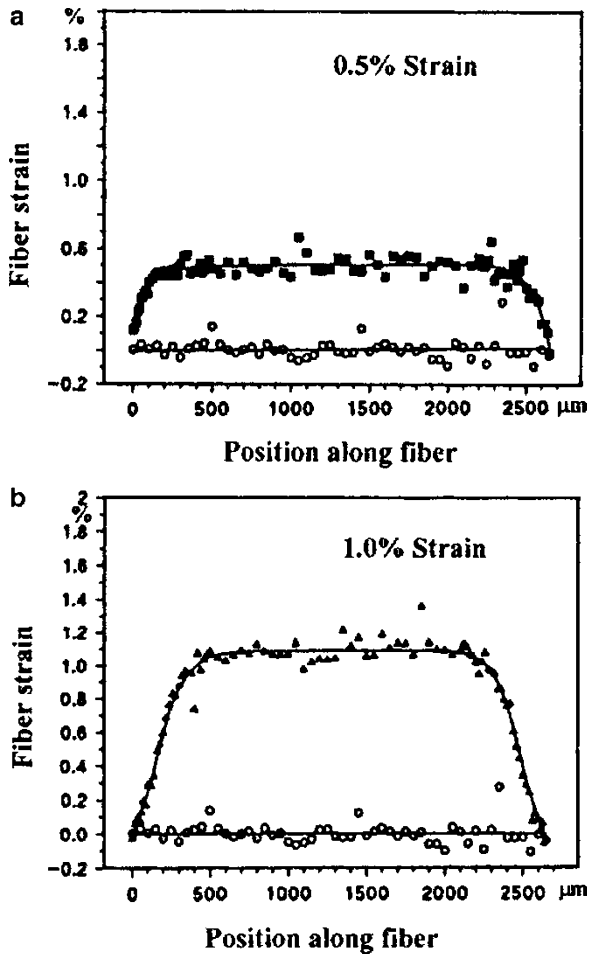 a
%
1.8
0.5% Strain
1.4
1.0
0.6
0.2
−0.2
Fiber strain
0 500 1000 1500 2000 2500 μm
Position along fiber
b
2
%
1.8
1.0% Strain
1.6
1.4
1.2
1.0
0.8
0.6
0.4
0.2
0.0
−0.2
Fiber strain
0 500 1000 1500 2000 2500 μm
Position along fiber